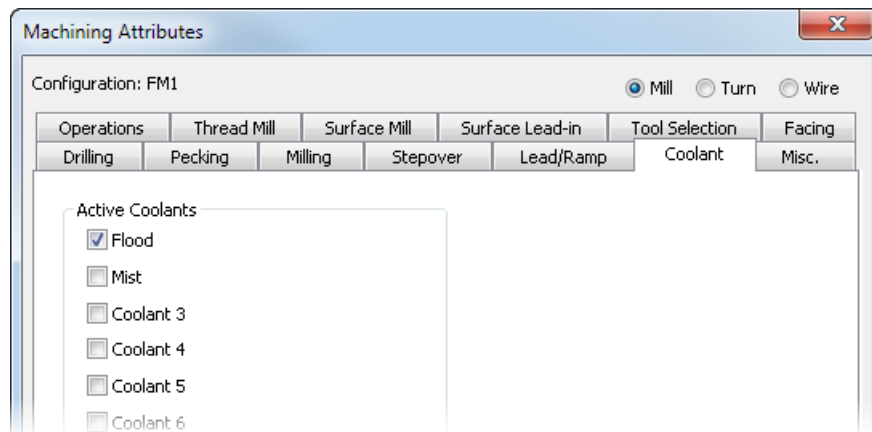 Machining Attributes
Configuration: FM1 Mill Turn Wire
Operations Thread Mill Surface Mill Surface Lead-in Tool Selection Facing
Drilling Pecking Milling Stepover Lead/Ramp Coolant Misc.
Active Coolants
Flood
Mist
Coolant 3
Coolant 4
Coolant 5
Coolant 6